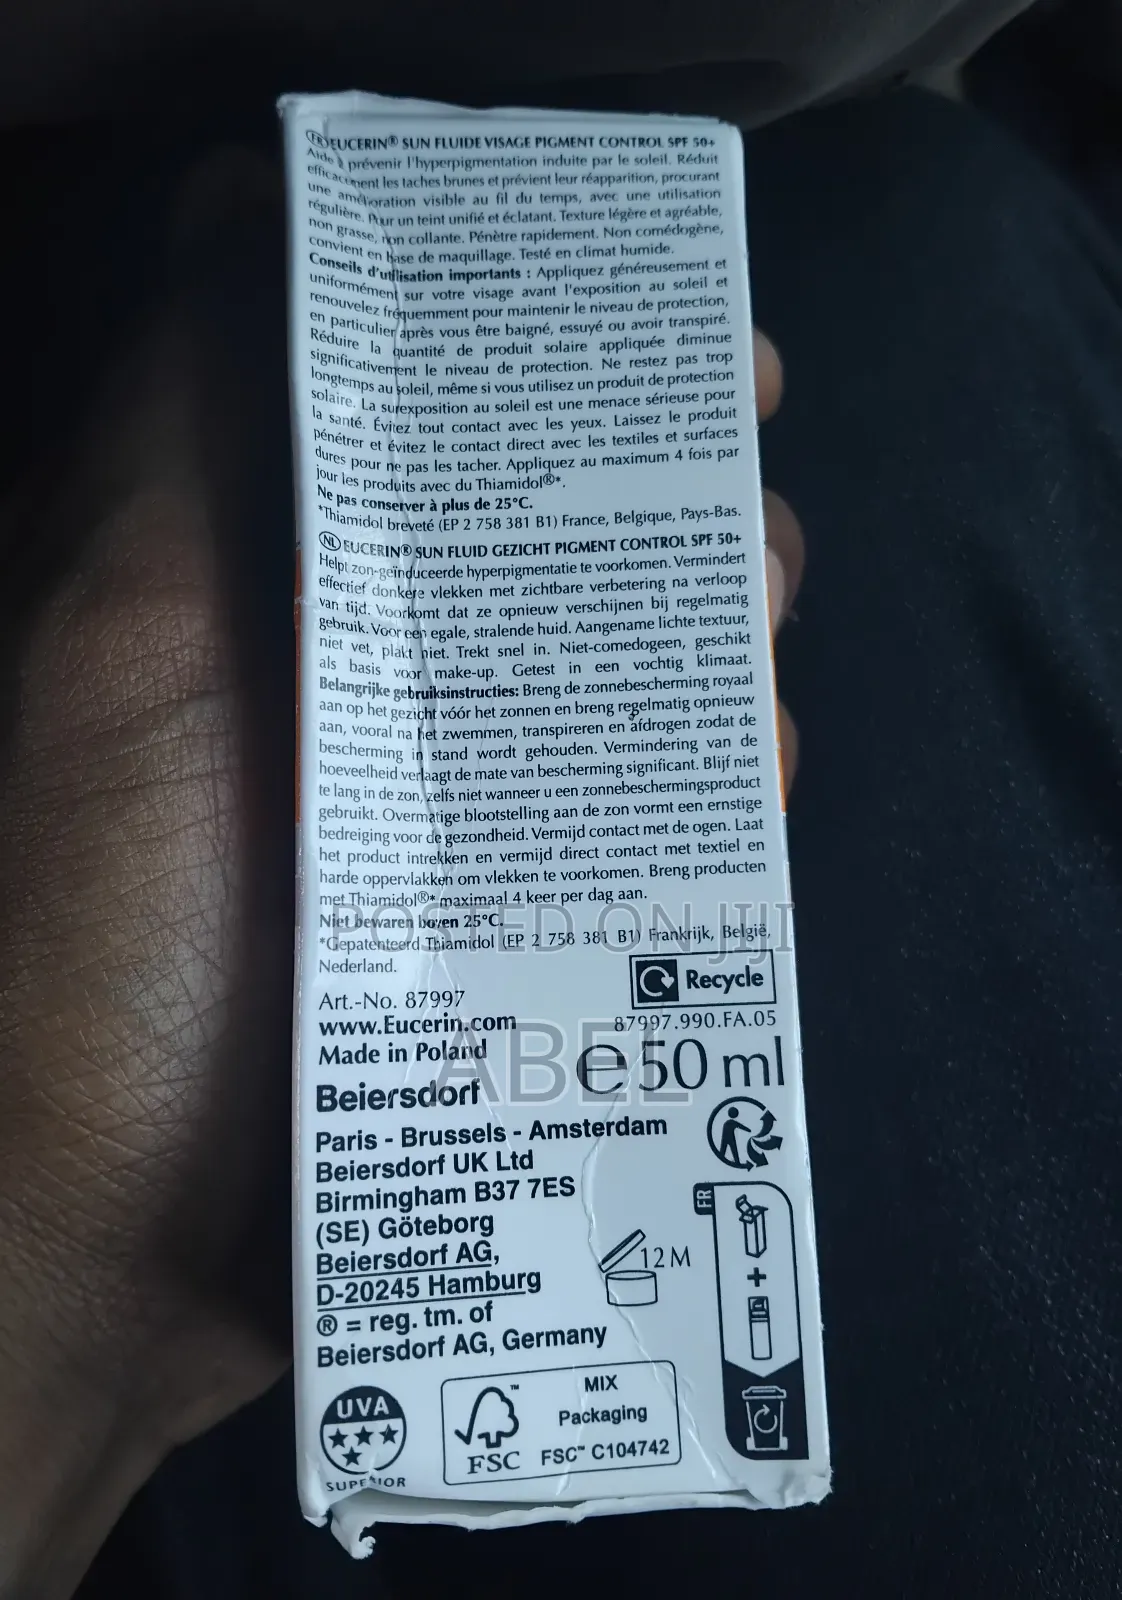 FR EUCERIN® SUN FLUIDE VISAGE PIGMENT CONTROL SPF 50+
Aide à prévenir l'hyperpigmentation induite par le soleil. Réduit
efficacement les taches brunes et prévient leur réapparition, procurant
une amélioration visible au fil du temps, avec une utilisation
régulière. Pour un teint unifié et éclatant. Texture légère et agréable,
non grasse, non collante. Pénètre rapidement. Non comédogène,
convient en base de maquillage. Testé en climat humide.
Conseils d'utilisation importants : Appliquez généreusement et
uniformément sur votre visage avant l'exposition au soleil et
renouvelez fréquemment pour maintenir le niveau de protection,
en particulier après vous être baigné, essuyé ou avoir transpiré.
Réduire la quantité de produit solaire appliquée diminue
significativement le niveau de protection. Ne restez pas trop
longtemps au soleil, même si vous utilisez un produit de protection
solaire. La surexposition au soleil est une menace sérieuse pour
la santé. Évitez tout contact avec les yeux. Laissez le produit
pénétrer et évitez le contact direct avec les textiles et surfaces
dures pour ne pas les tacher. Appliquez au maximum 4 fois par
jour les produits avec du Thiamidol®*.
Ne pas conserver à plus de 25°C.
*Thiamidol breveté (EP 2 758 381 B1) France, Belgique, Pays-Bas.
NL EUCERIN® SUN FLUID GEZICHT PIGMENT CONTROL SPF 50+
Helpt zon-geïnduceerde hyperpigmentatie te voorkomen. Vermindert
effectief donkere vlekken met zichtbare verbetering na verloop
van tijd. Voorkomt dat ze opnieuw verschijnen bij regelmatig
gebruik. Voor een egale, stralende huid. Aangename lichte textuur,
niet vet, plakt niet. Trekt snel in. Niet-comedogeen, geschikt
als basis voor make-up. Getest in een vochtig klimaat.
Belangrijke gebruiksinstructies: Breng de zonnebescherming royaal
aan op het gezicht vóór het zonnen en breng regelmatig opnieuw
aan, vooral na het zwemmen, transpireren en afdrogen zodat de
bescherming in stand wordt gehouden. Vermindering van de
hoeveelheid verlaagt de mate van bescherming significant. Blijf niet
te lang in de zon, zelfs niet wanneer u een zonnebeschermingsproduct
gebruikt. Overmatige blootstelling aan de zon vormt een ernstige
bedreiging voor de gezondheid. Vermijd contact met de ogen. Laat
het product intrekken en vermijd direct contact met textiel en
harde oppervlakken om vlekken te voorkomen. Breng producten
met Thiamidol®* maximaal 4 keer per dag aan.
Niet bewaren boven 25°C.
*Gepatenteerd Thiamidol (EP 2 758 381 B1) Frankrijk, België,
Nederland.
POSTED ON JIJI
ABEL
Recycle
Art.-No. 87997
www.Eucerin.com
87997.990.FA.05
Made in Poland
e 50 ml
Beiersdorf
Paris - Brussels - Amsterdam
Beiersdorf UK Ltd
Birmingham B37 7ES
(SE) Göteborg
Beiersdorf AG,
D-20245 Hamburg
® = reg. tm. of
Beiersdorf AG, Germany
12 M
FR
UVA
SUPERIOR
FSC™
MIX
Packaging
FSC™ C104742